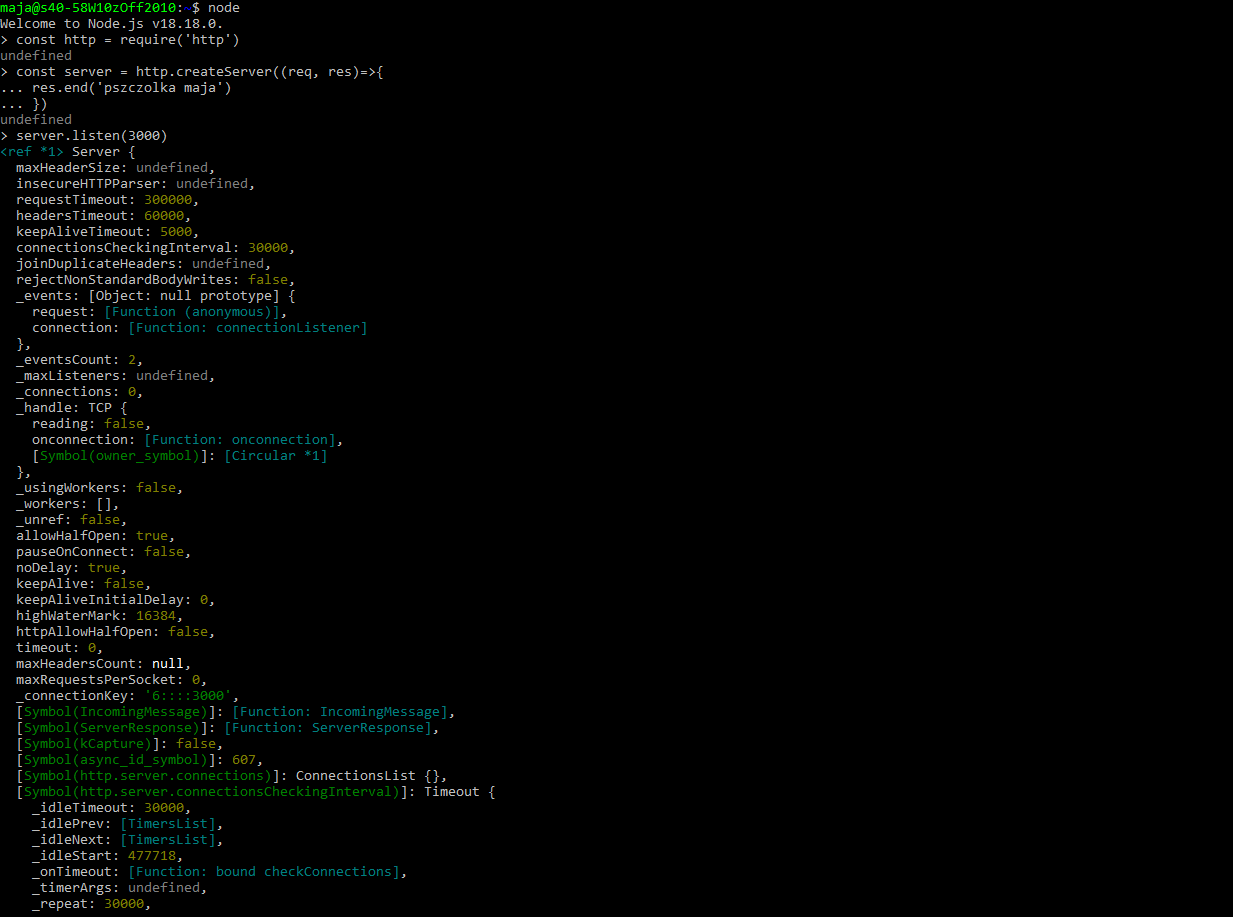 maja@s40-58W10zOff2010:~$ node
Welcome to Node.js v18.18.0.
> const http = require('http')
undefined
> const server = http.createServer((req, res)=>{
... res.end('pszczolka maja')
... })
undefined
> server.listen(3000)
<ref *1> Server {
  maxHeaderSize: undefined,
  insecureHTTPParser: undefined,
  requestTimeout: 300000,
  headersTimeout: 60000,
  keepAliveTimeout: 5000,
  connectionsCheckingInterval: 30000,
  joinDuplicateHeaders: undefined,
  rejectNonStandardBodyWrites: false,
  _events: [Object: null prototype] {
    request: [Function (anonymous)],
    connection: [Function: connectionListener]
  },
  _eventsCount: 2,
  _maxListeners: undefined,
  _connections: 0,
  _handle: TCP {
    reading: false,
    onconnection: [Function: onconnection],
    [Symbol(owner_symbol)]: [Circular *1]
  },
  _usingWorkers: false,
  _workers: [],
  _unref: false,
  allowHalfOpen: true,
  pauseOnConnect: false,
  noDelay: true,
  keepAlive: false,
  keepAliveInitialDelay: 0,
  highWaterMark: 16384,
  httpAllowHalfOpen: false,
  timeout: 0,
  maxHeadersCount: null,
  maxRequestsPerSocket: 0,
  _connectionKey: '6::::3000',
  [Symbol(IncomingMessage)]: [Function: IncomingMessage],
  [Symbol(ServerResponse)]: [Function: ServerResponse],
  [Symbol(kCapture)]: false,
  [Symbol(async_id_symbol)]: 607,
  [Symbol(http.server.connections)]: ConnectionsList {},
  [Symbol(http.server.connectionsCheckingInterval)]: Timeout {
    _idleTimeout: 30000,
    _idlePrev: [TimersList],
    _idleNext: [TimersList],
    _idleStart: 477718,
    _onTimeout: [Function: bound checkConnections],
    _timerArgs: undefined,
    _repeat: 30000,